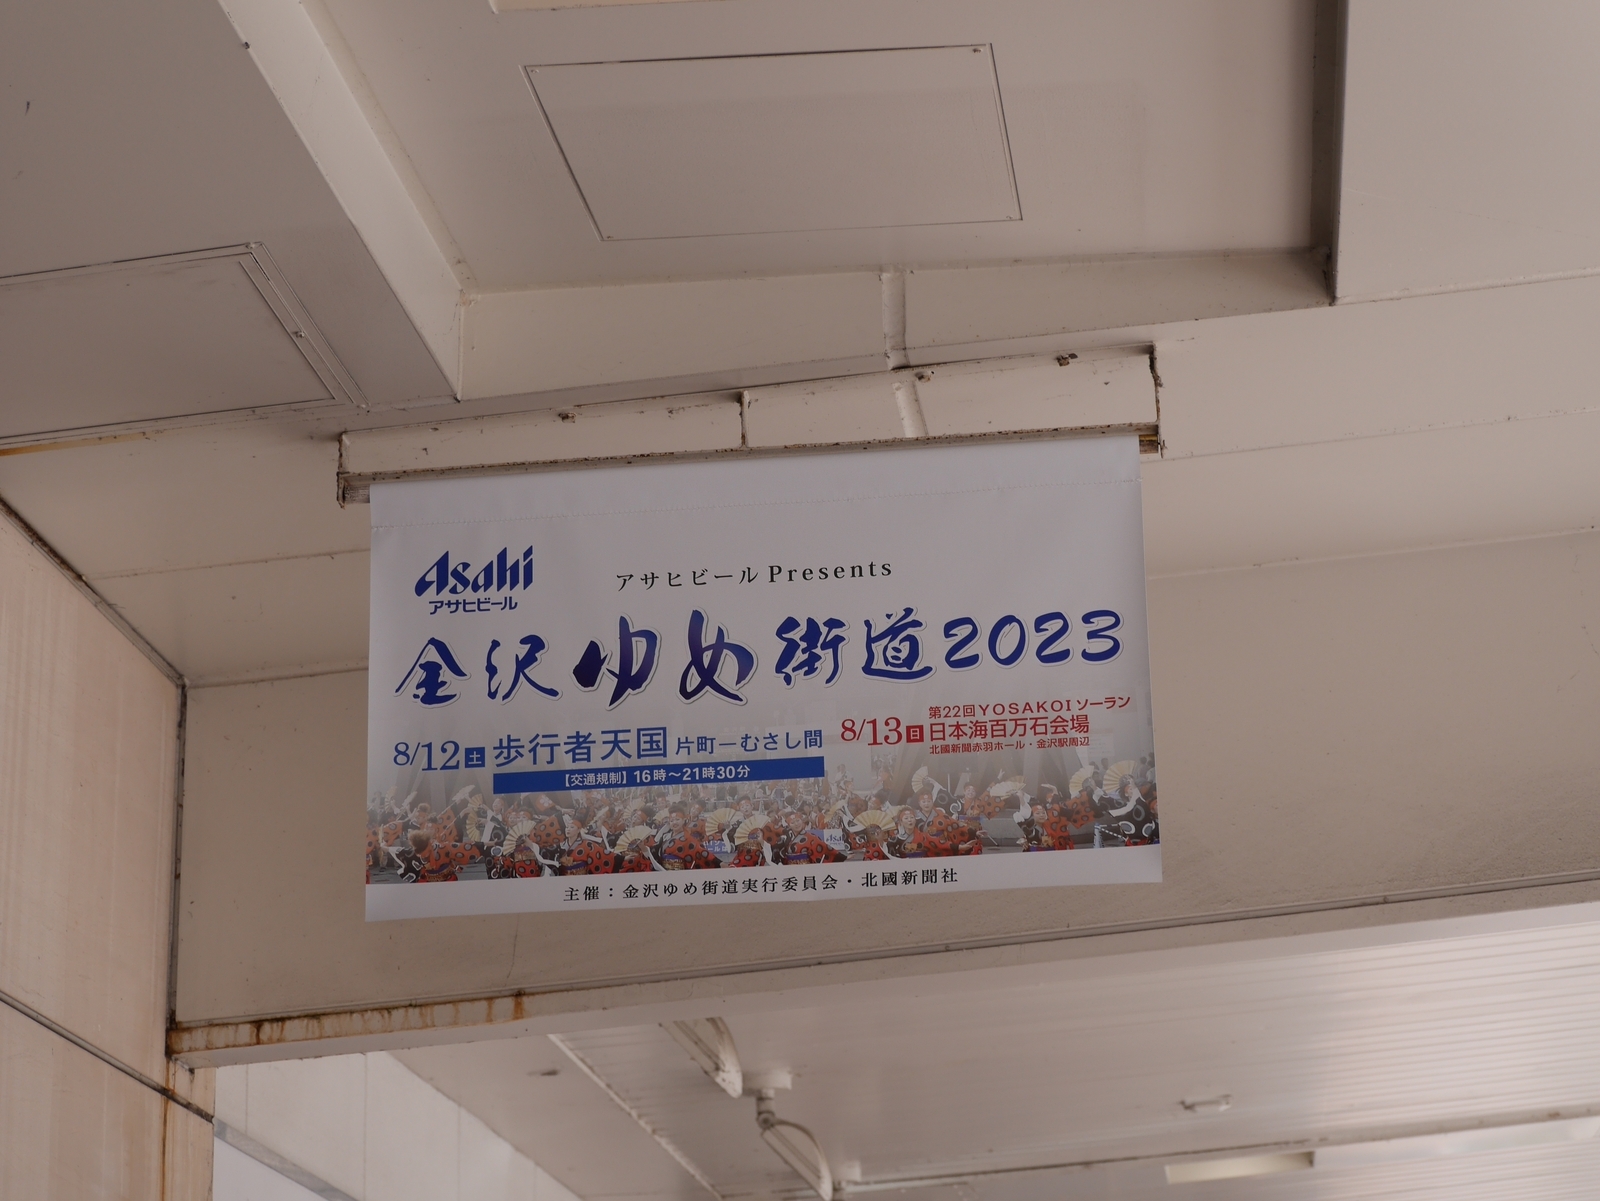 Asahi
アサヒビール
アサヒビール Presents
金沢ゆめ街道2023
8/12 土 歩行者天国 片町ーむさし間
【交通規制】16時～21時30分
8/13 日 第22回YOSAKOIソーラン
日本海百万石会場
北國新聞赤羽ホール・金沢駅周辺
主催：金沢ゆめ街道実行委員会・北國新聞社